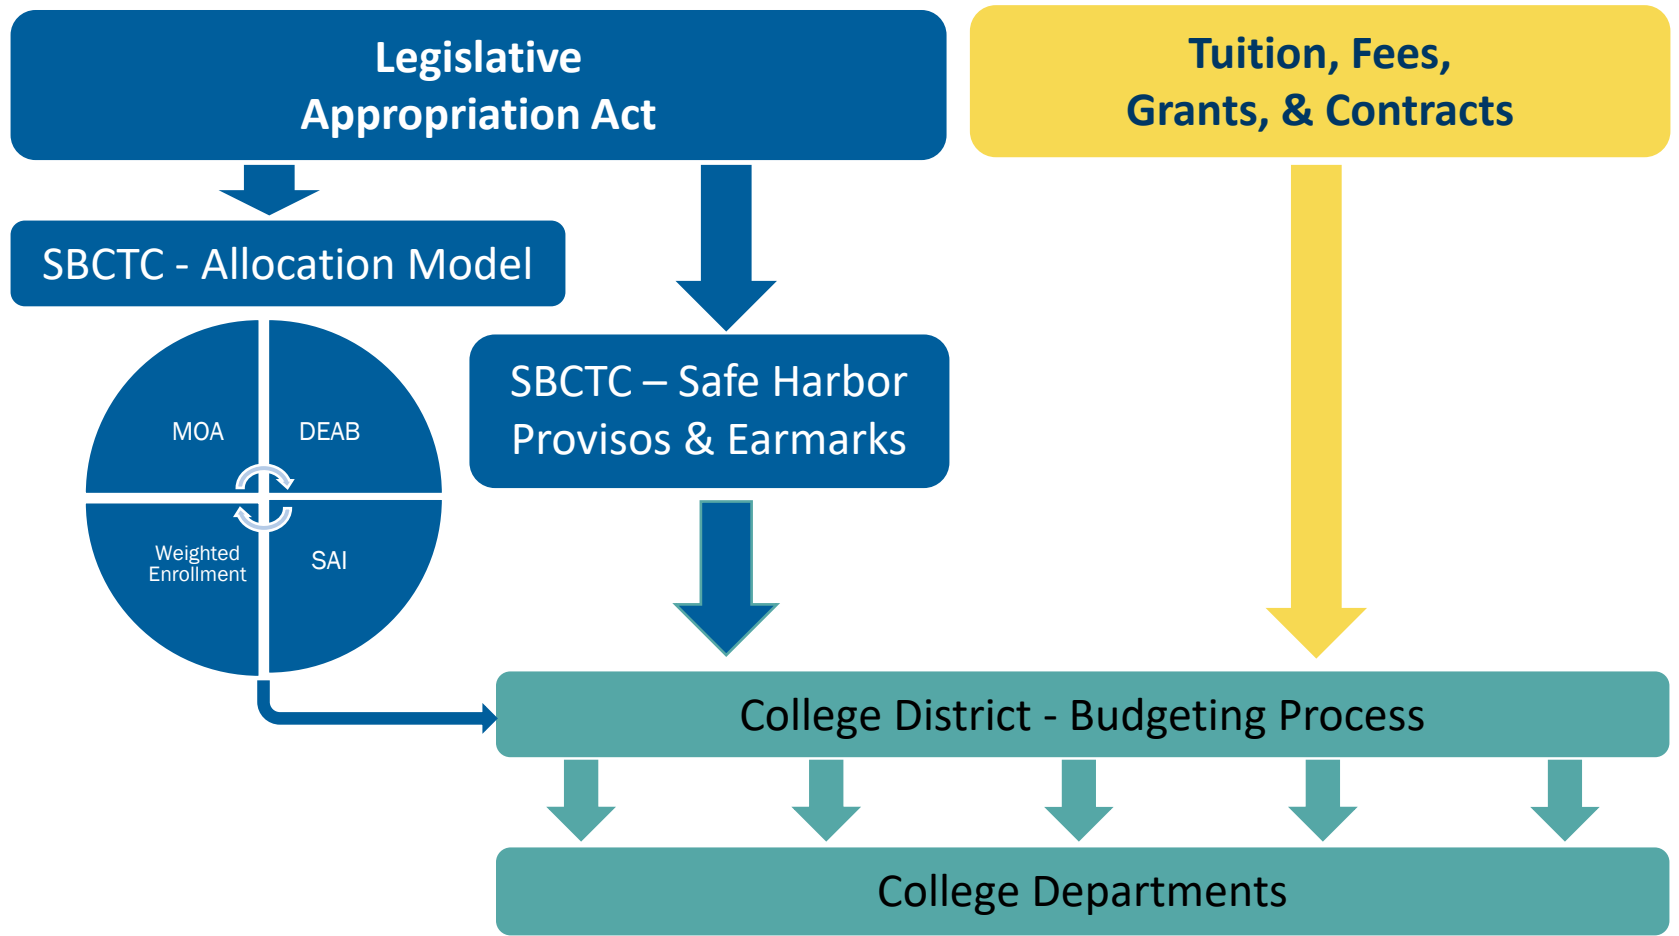 Legislative
Appropriation Act
Tuition, Fees,
Grants, & Contracts
SBCTC - Allocation Model
SBCTC – Safe Harbor
Provisos & Earmarks
MOA
DEAB
Weighted
Enrollment
SAI
College District - Budgeting Process
College Departments